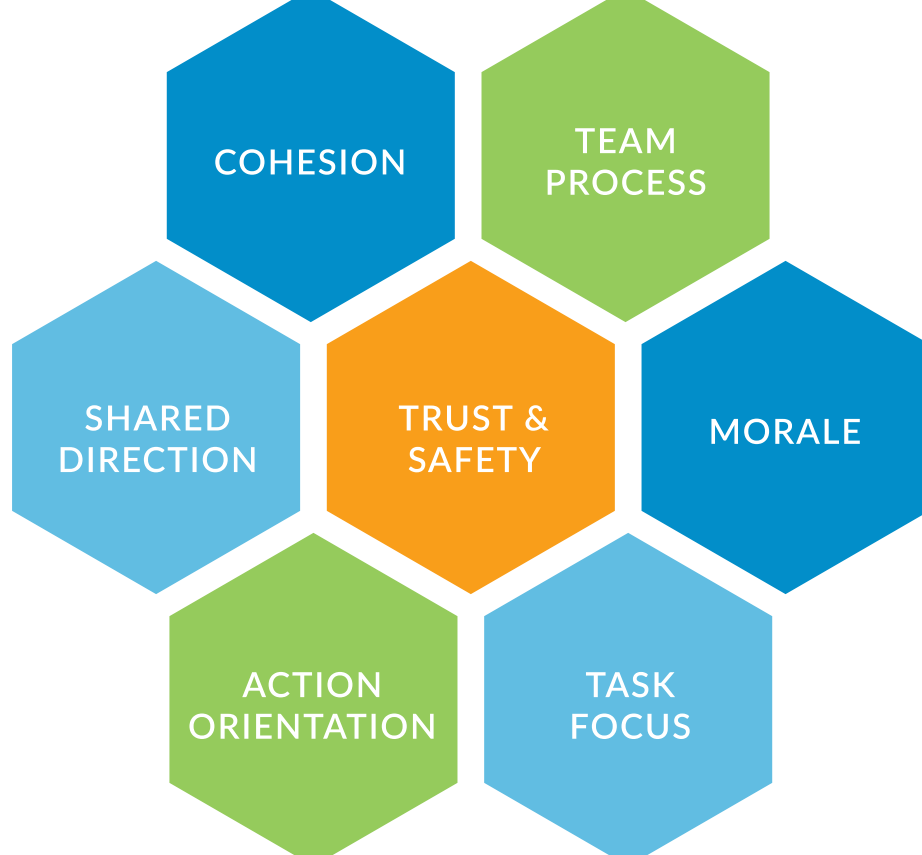 COHESION
TEAM
PROCESS
SHARED
DIRECTION
TRUST &
SAFETY
MORALE
ACTION
ORIENTATION
TASK
FOCUS